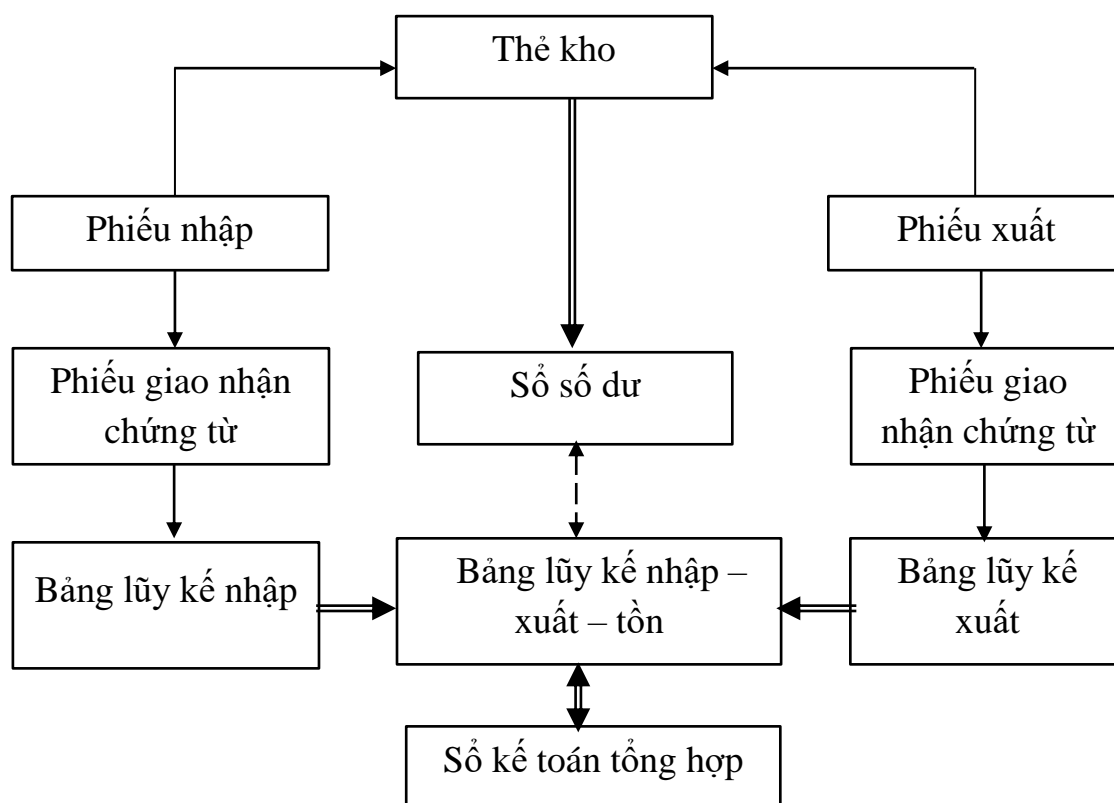 Thẻ kho
Phiếu nhập
Phiếu xuất
Phiếu giao nhận
chứng từ
Sổ số dư
Phiếu giao
nhận chứng từ
Bảng lũy kế nhập
Bảng lũy kế nhập –
xuất – tồn
Bảng lũy kế
xuất
Sổ kế toán tổng hợp